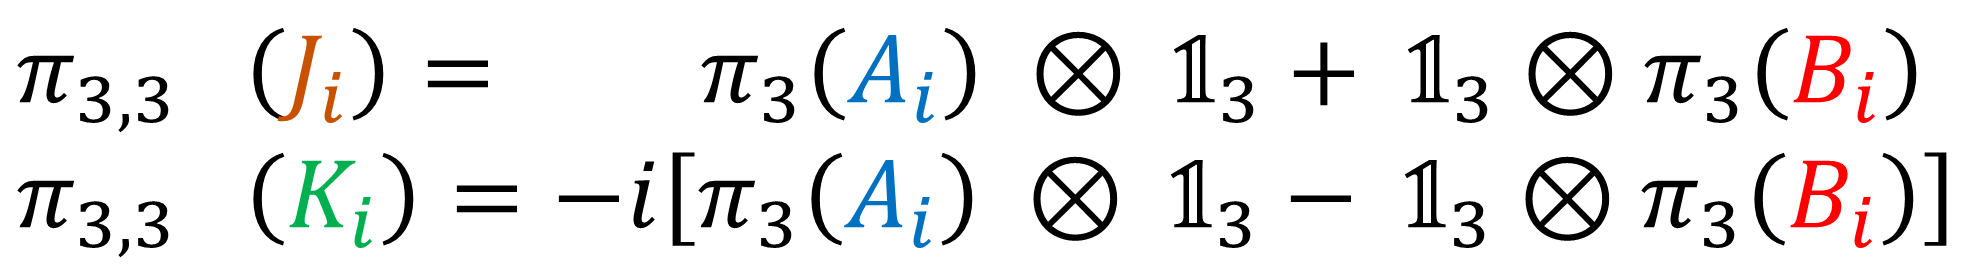 π₃,₃ (Jᵢ) = π₃(Aᵢ) ⊗ 𝟙₃ + 𝟙₃ ⊗ π₃(Bᵢ)
π₃,₃ (Kᵢ) = −i[π₃(Aᵢ) ⊗ 𝟙₃ − 𝟙₃ ⊗ π₃(Bᵢ)]